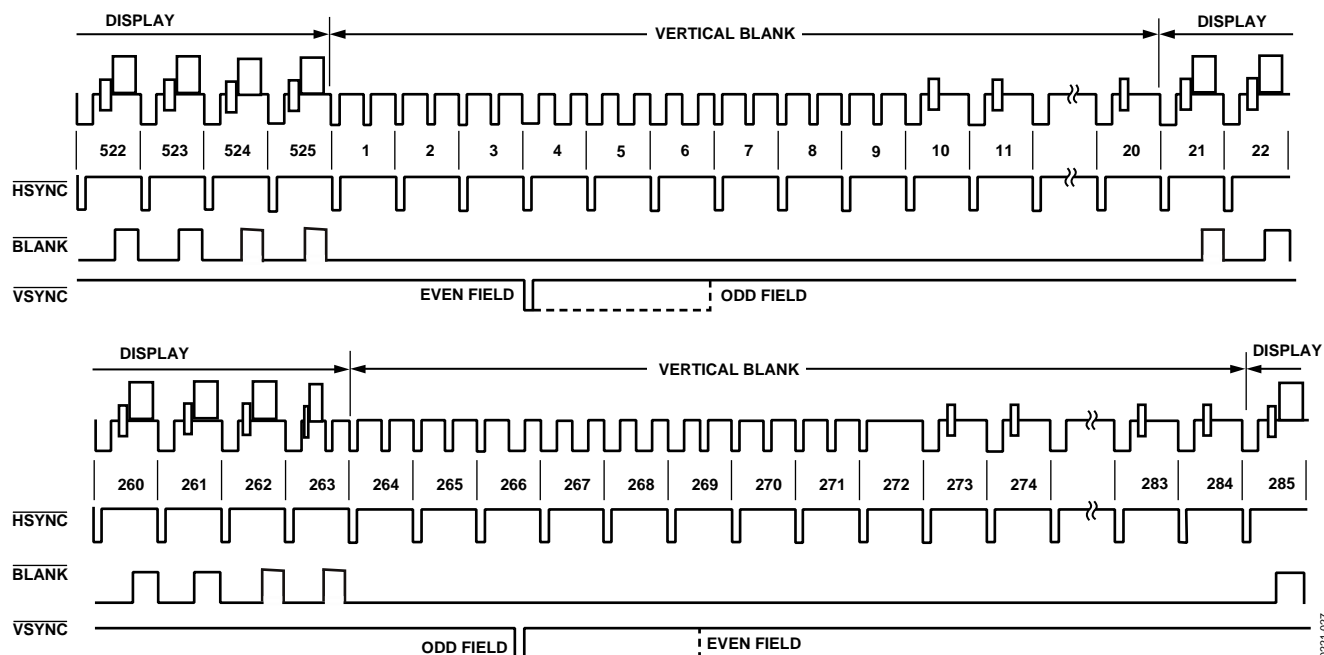 DISPLAY VERTICAL BLANK DISPLAY
522 523 524 525 1 2 3 4 5 6 7 8 9 10 11 20 21 22
HSYNC
BLANK
VSYNC
EVEN FIELD ODD FIELD
DISPLAY VERTICAL BLANK DISPLAY
260 261 262 263 264 265 266 267 268 269 270 271 272 273 274 283 284 285
HSYNC
BLANK
VSYNC
ODD FIELD EVEN FIELD